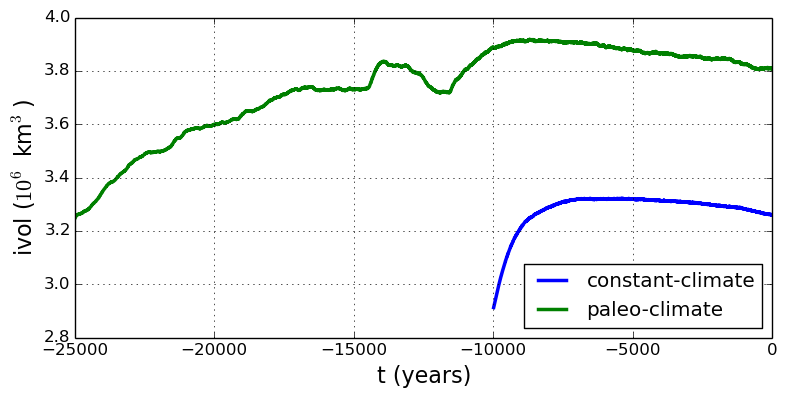 4.0
3.8
3.6
3.4
3.2
3.0
2.8
ivol (10⁶ km³)
−25000 −20000 −15000 −10000 −5000 0
t (years)
constant-climate
paleo-climate